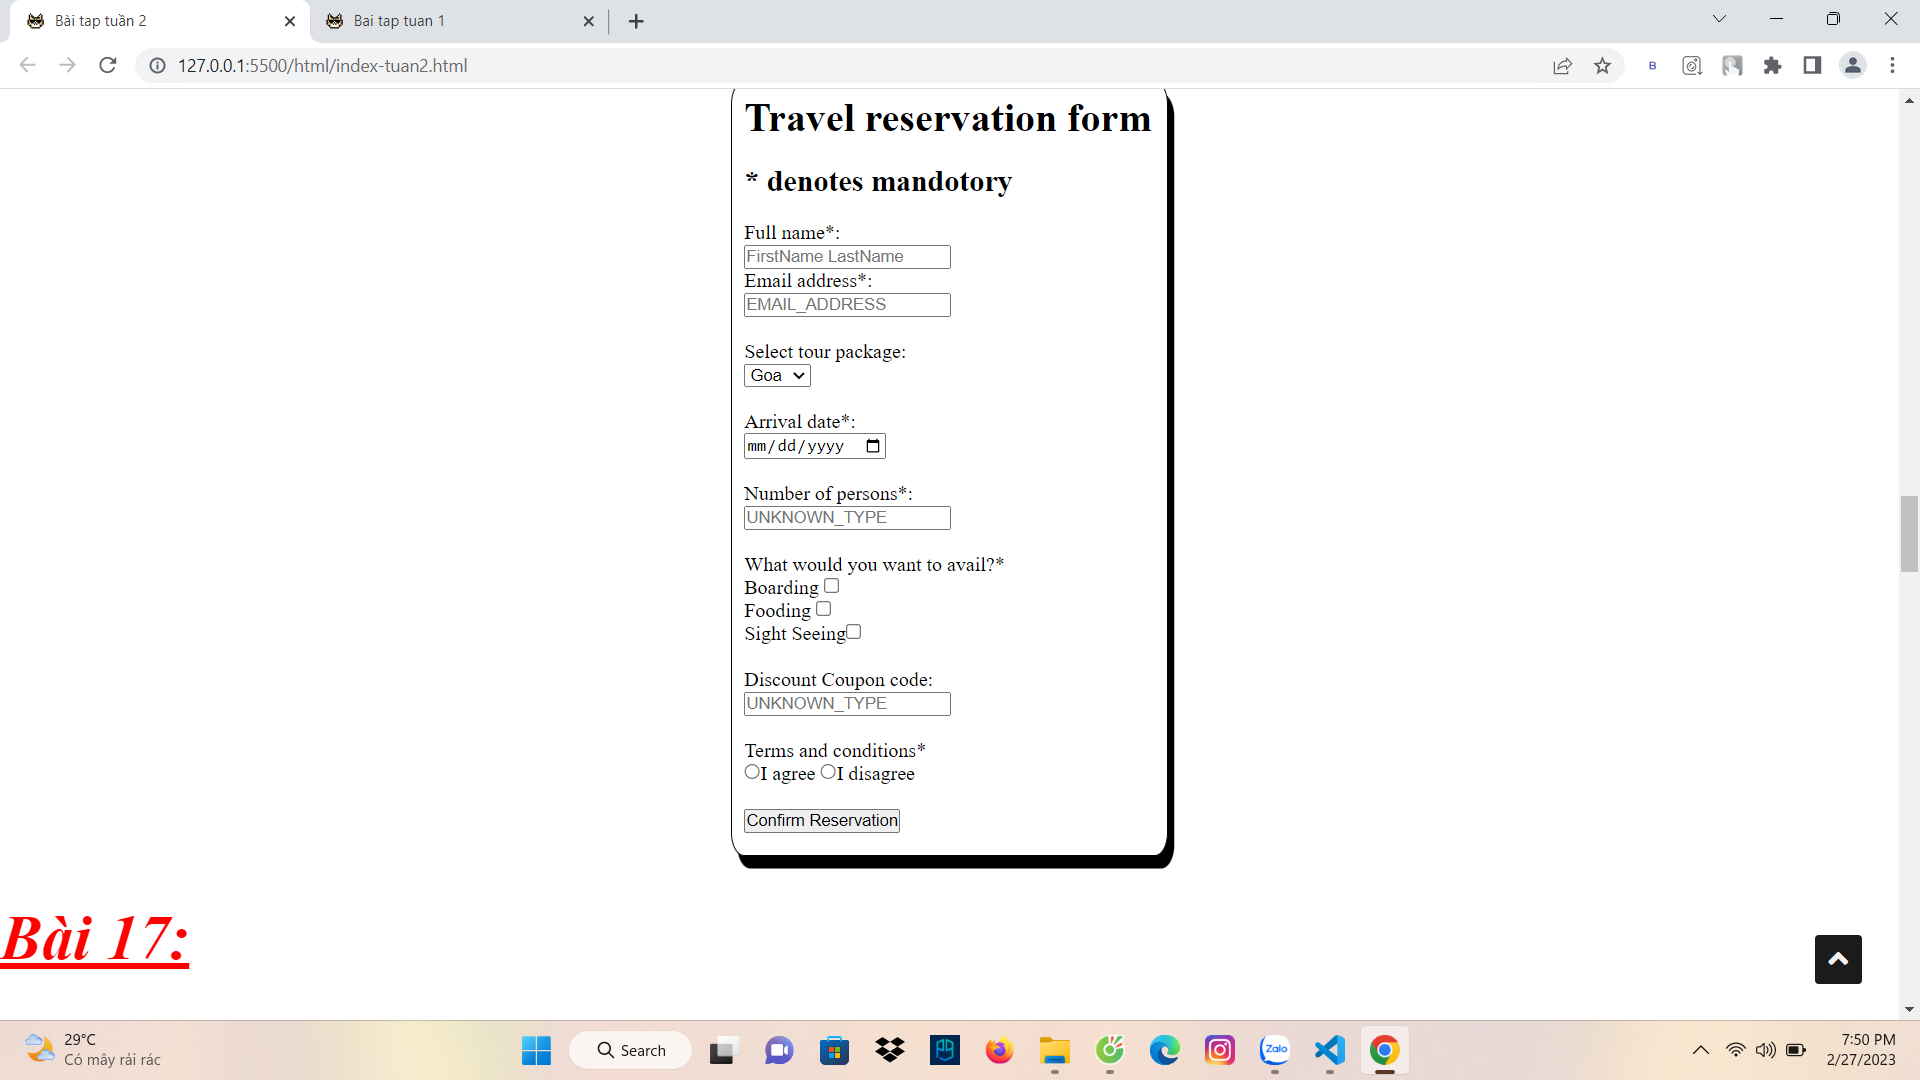 Bài tap tuần 2
Bai tap tuan 1
127.0.0.1:5500/html/index-tuan2.html
B
Travel reservation form
* denotes mandotory
Full name*:
FirstName LastName
Email address*:
EMAIL_ADDRESS
Select tour package:
Goa
Arrival date*:
mm/dd/yyyy
Number of persons*:
UNKNOWN_TYPE
What would you want to avail?*
Boarding
Fooding
Sight Seeing
Discount Coupon code:
UNKNOWN_TYPE
Terms and conditions*
I agree I disagree
Confirm Reservation
Bài 17:
29°C
Có mây rải rác
Search
Zalo
7:50 PM
2/27/2023